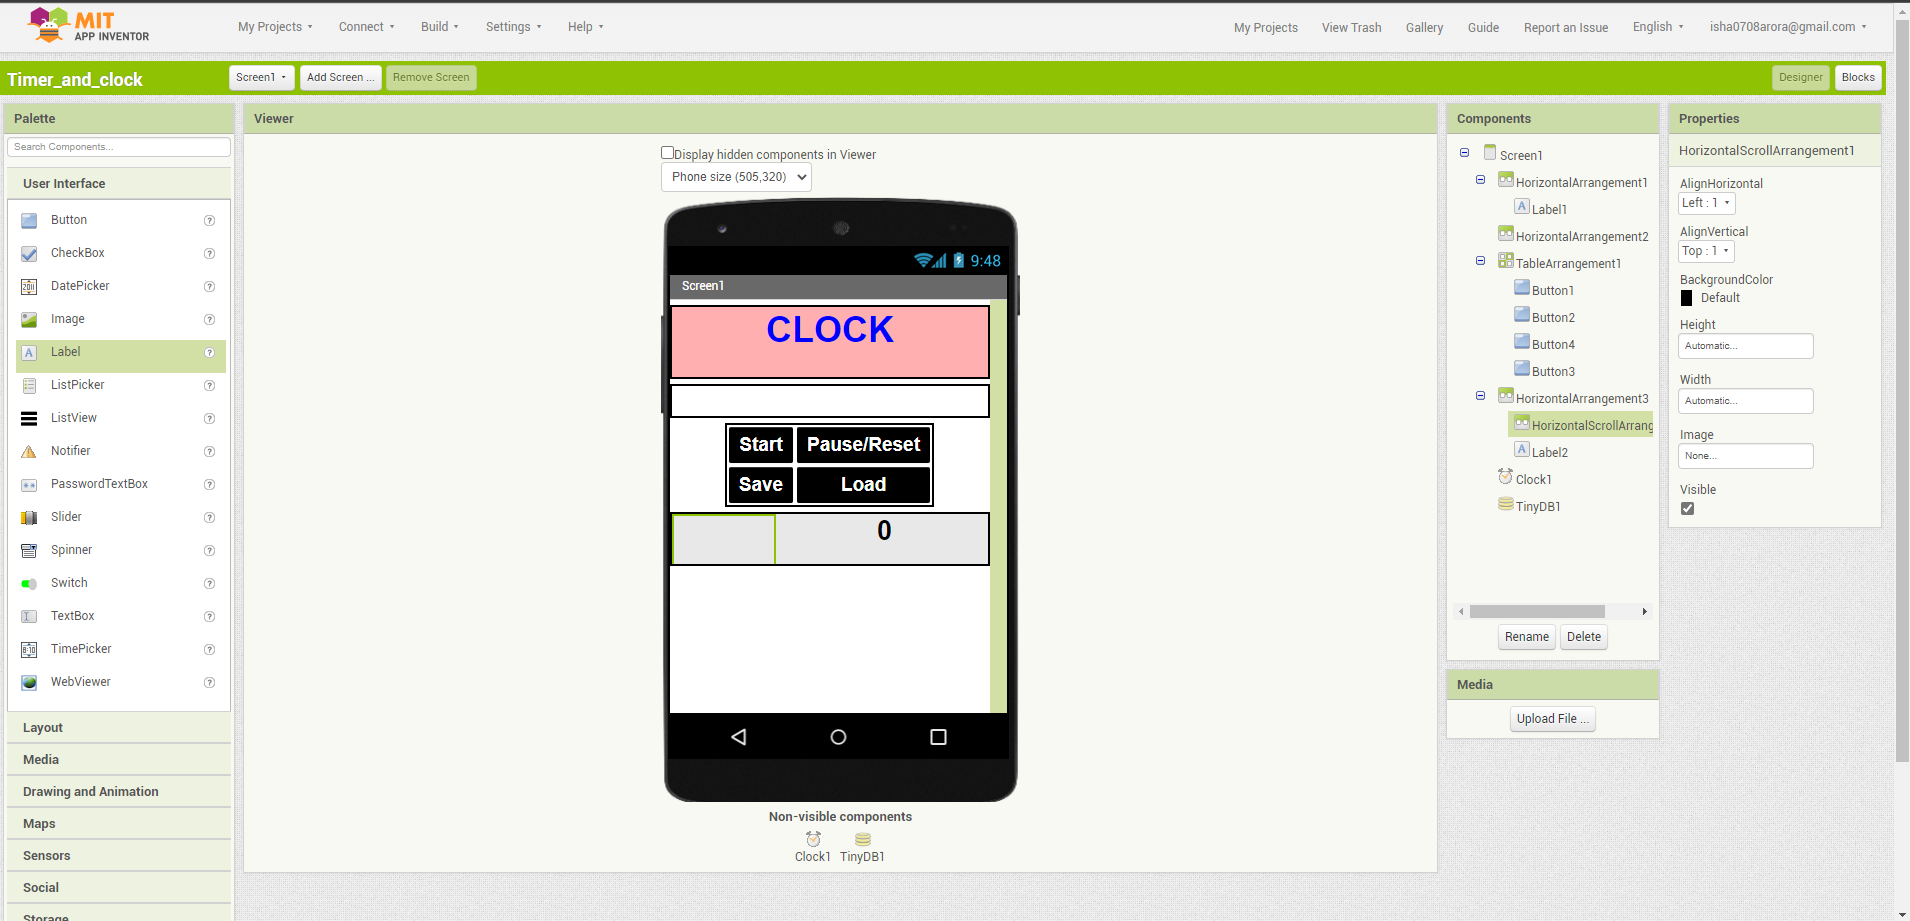 MIT
APP INVENTOR
My Projects Connect Build Settings Help My Projects View Trash Gallery Guide Report an Issue English isha0708arora@gmail.com
Timer_and_clock Screen1 Add Screen ... Remove Screen Designer Blocks
Palette
Search Components...
User Interface
Button ?
CheckBox ?
DatePicker ?
Image ?
Label ?
ListPicker ?
ListView ?
Notifier ?
PasswordTextBox ?
Slider ?
Spinner ?
Switch ?
TextBox ?
TimePicker ?
WebViewer ?
Layout
Media
Drawing and Animation
Maps
Sensors
Social
Storage
Viewer
Display hidden components in Viewer
Phone size (505,320)
9:48
Screen1
CLOCK
Start Pause/Reset
Save Load
0
Non-visible components
Clock1 TinyDB1
Components
Screen1
HorizontalArrangement1
A Label1
HorizontalArrangement2
TableArrangement1
Button1
Button2
Button4
Button3
HorizontalArrangement3
HorizontalScrollArrang
A Label2
Clock1
TinyDB1
Rename Delete
Media
Upload File ...
Properties
HorizontalScrollArrangement1
AlignHorizontal
Left : 1
AlignVertical
Top : 1
BackgroundColor
Default
Height
Automatic...
Width
Automatic...
Image
None...
Visible